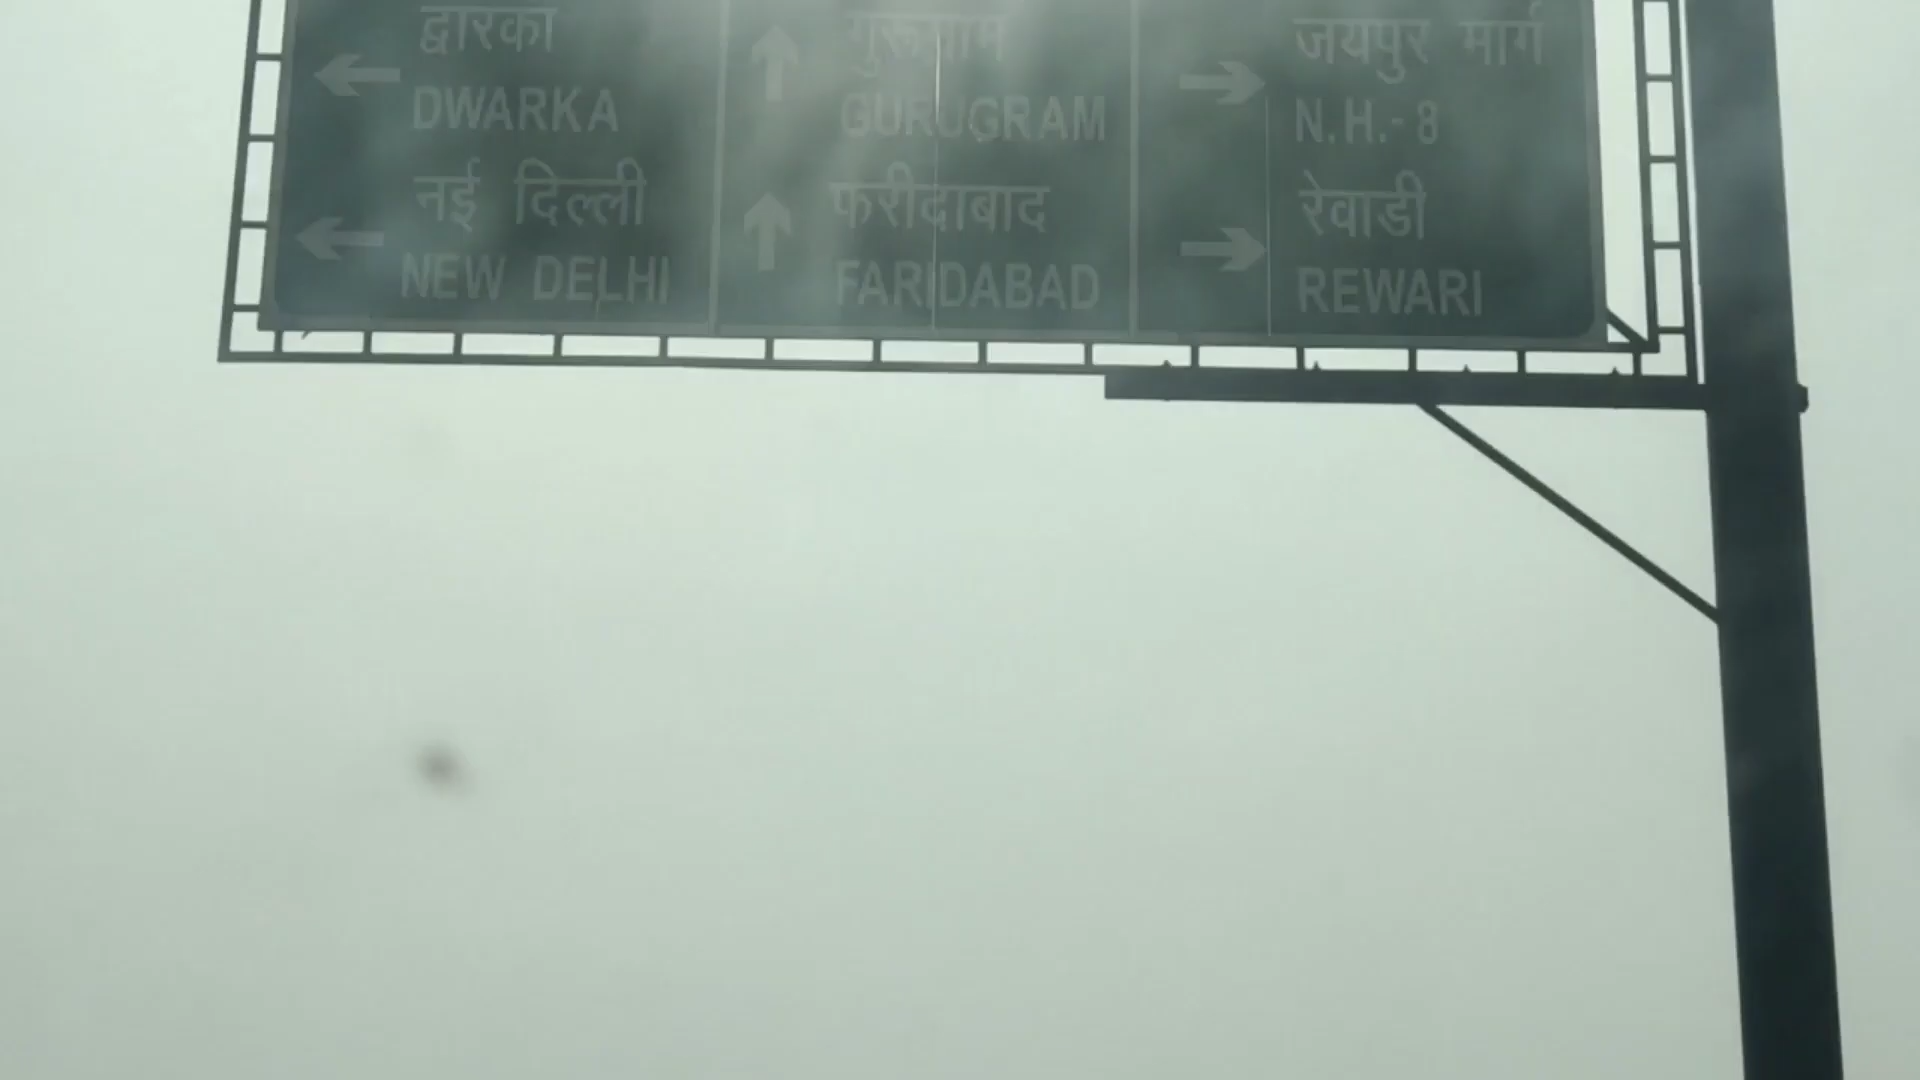 द्वारका
DWARKA
नई दिल्ली
NEW DELHI
गुरूग्राम
GURUGRAM
फरीदाबाद
FARIDABAD
जयपुर मार्ग
N.H.- 8
रेवाडी
REWARI